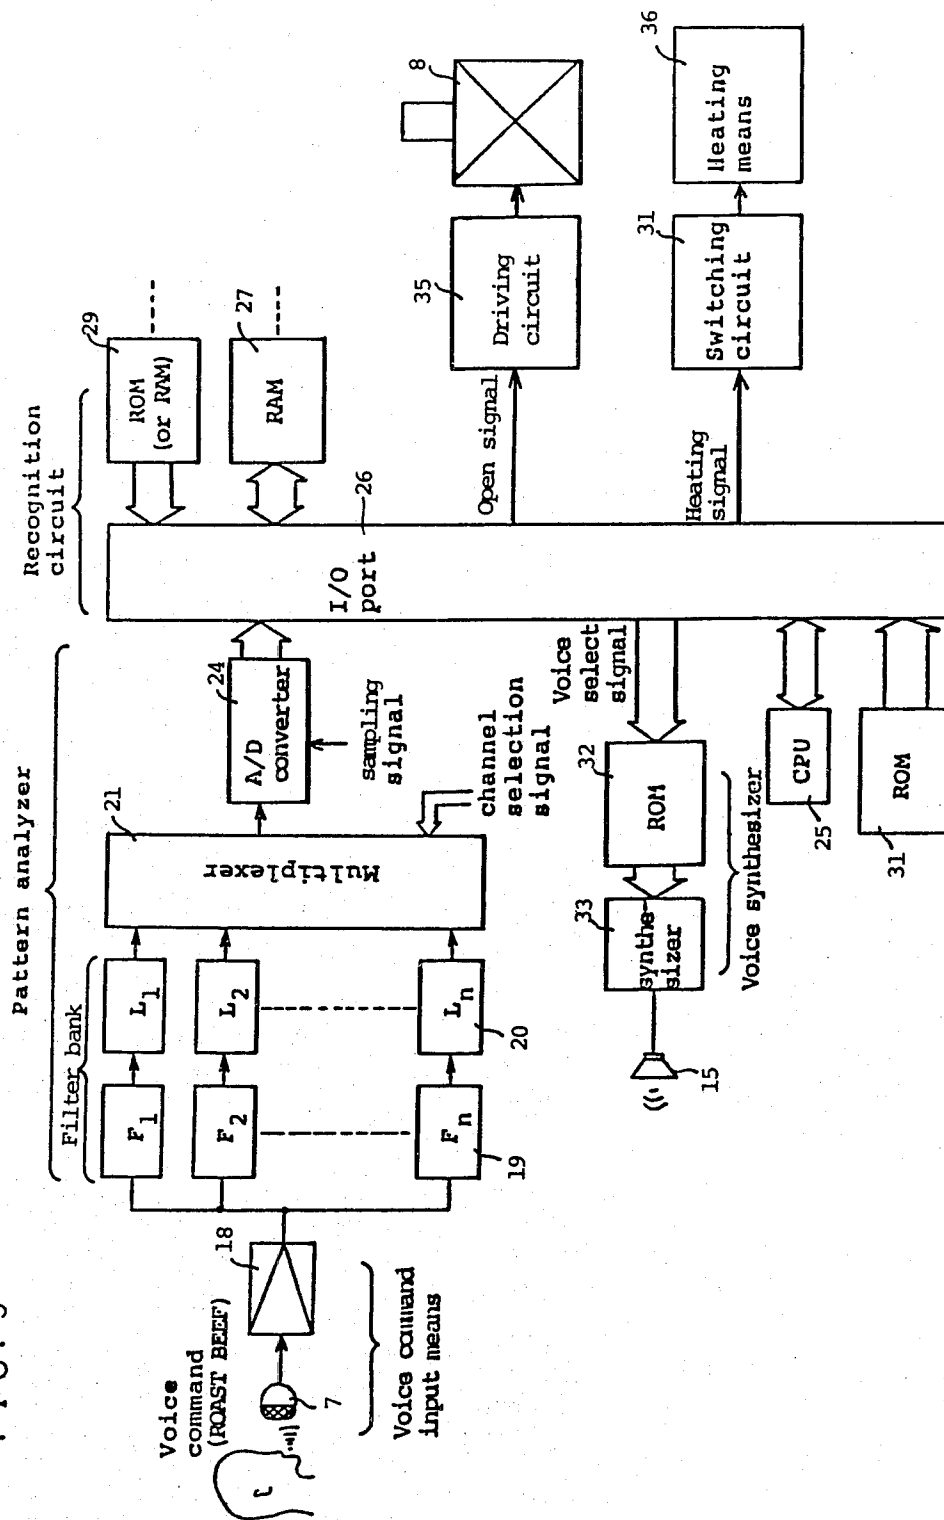 Pattern analyzer
Filter bank
Recognition
circuit
Voice
command
(ROAST BEEF)
7
Voice command
input means
18
F1
F2
Fn
19
L1
L2
Ln
20
21
Multiplexer
channel
selection
signal
24
A/D
converter
sampling
signal
I/O
port
26
29
ROM
(or RAM)
27
RAM
Open signal
35
Driving
circuit
8
Heating
signal
31
Switching
circuit
36
Heating
means
Voice
select
signal
32
ROM
33
synthe-
sizer
15
Voice synthesizer
CPU
25
ROM
31